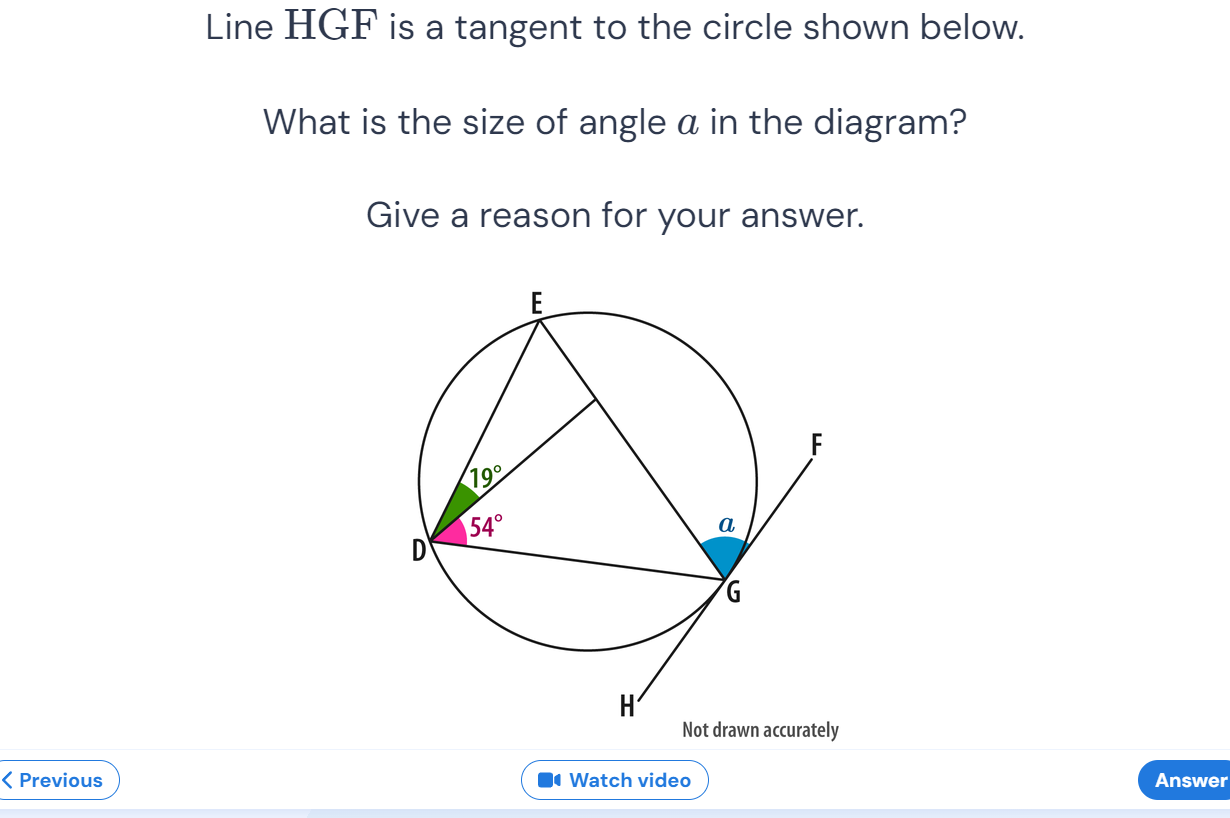 Line HGF is a tangent to the circle shown below.
What is the size of angle a in the diagram?
Give a reason for your answer.
E
F
19°
a
54°
D
G
H
Not drawn accurately
Previous
Watch video
Answer